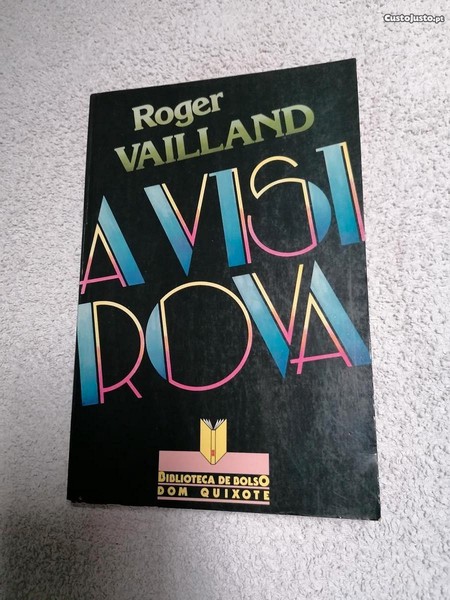 CustoJusto.pt
Roger
VAILLAND
A VISI
ROVA
BIBLIOTECA DE BOLSO
DOM QUIXOTE